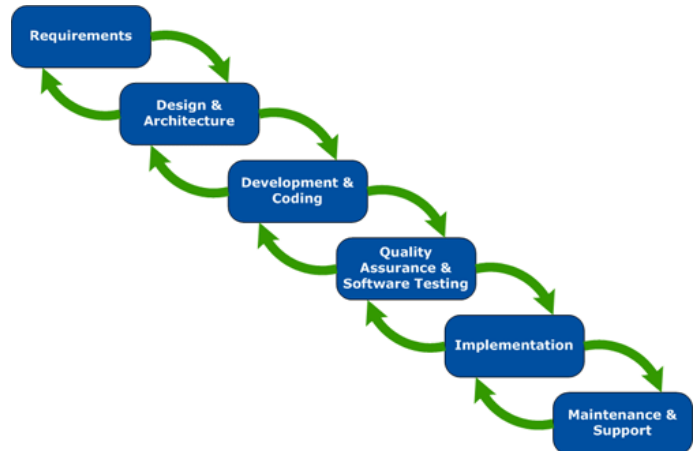 Requirements
Design &
Architecture
Development &
Coding
Quality
Assurance &
Software Testing
Implementation
Maintenance &
Support